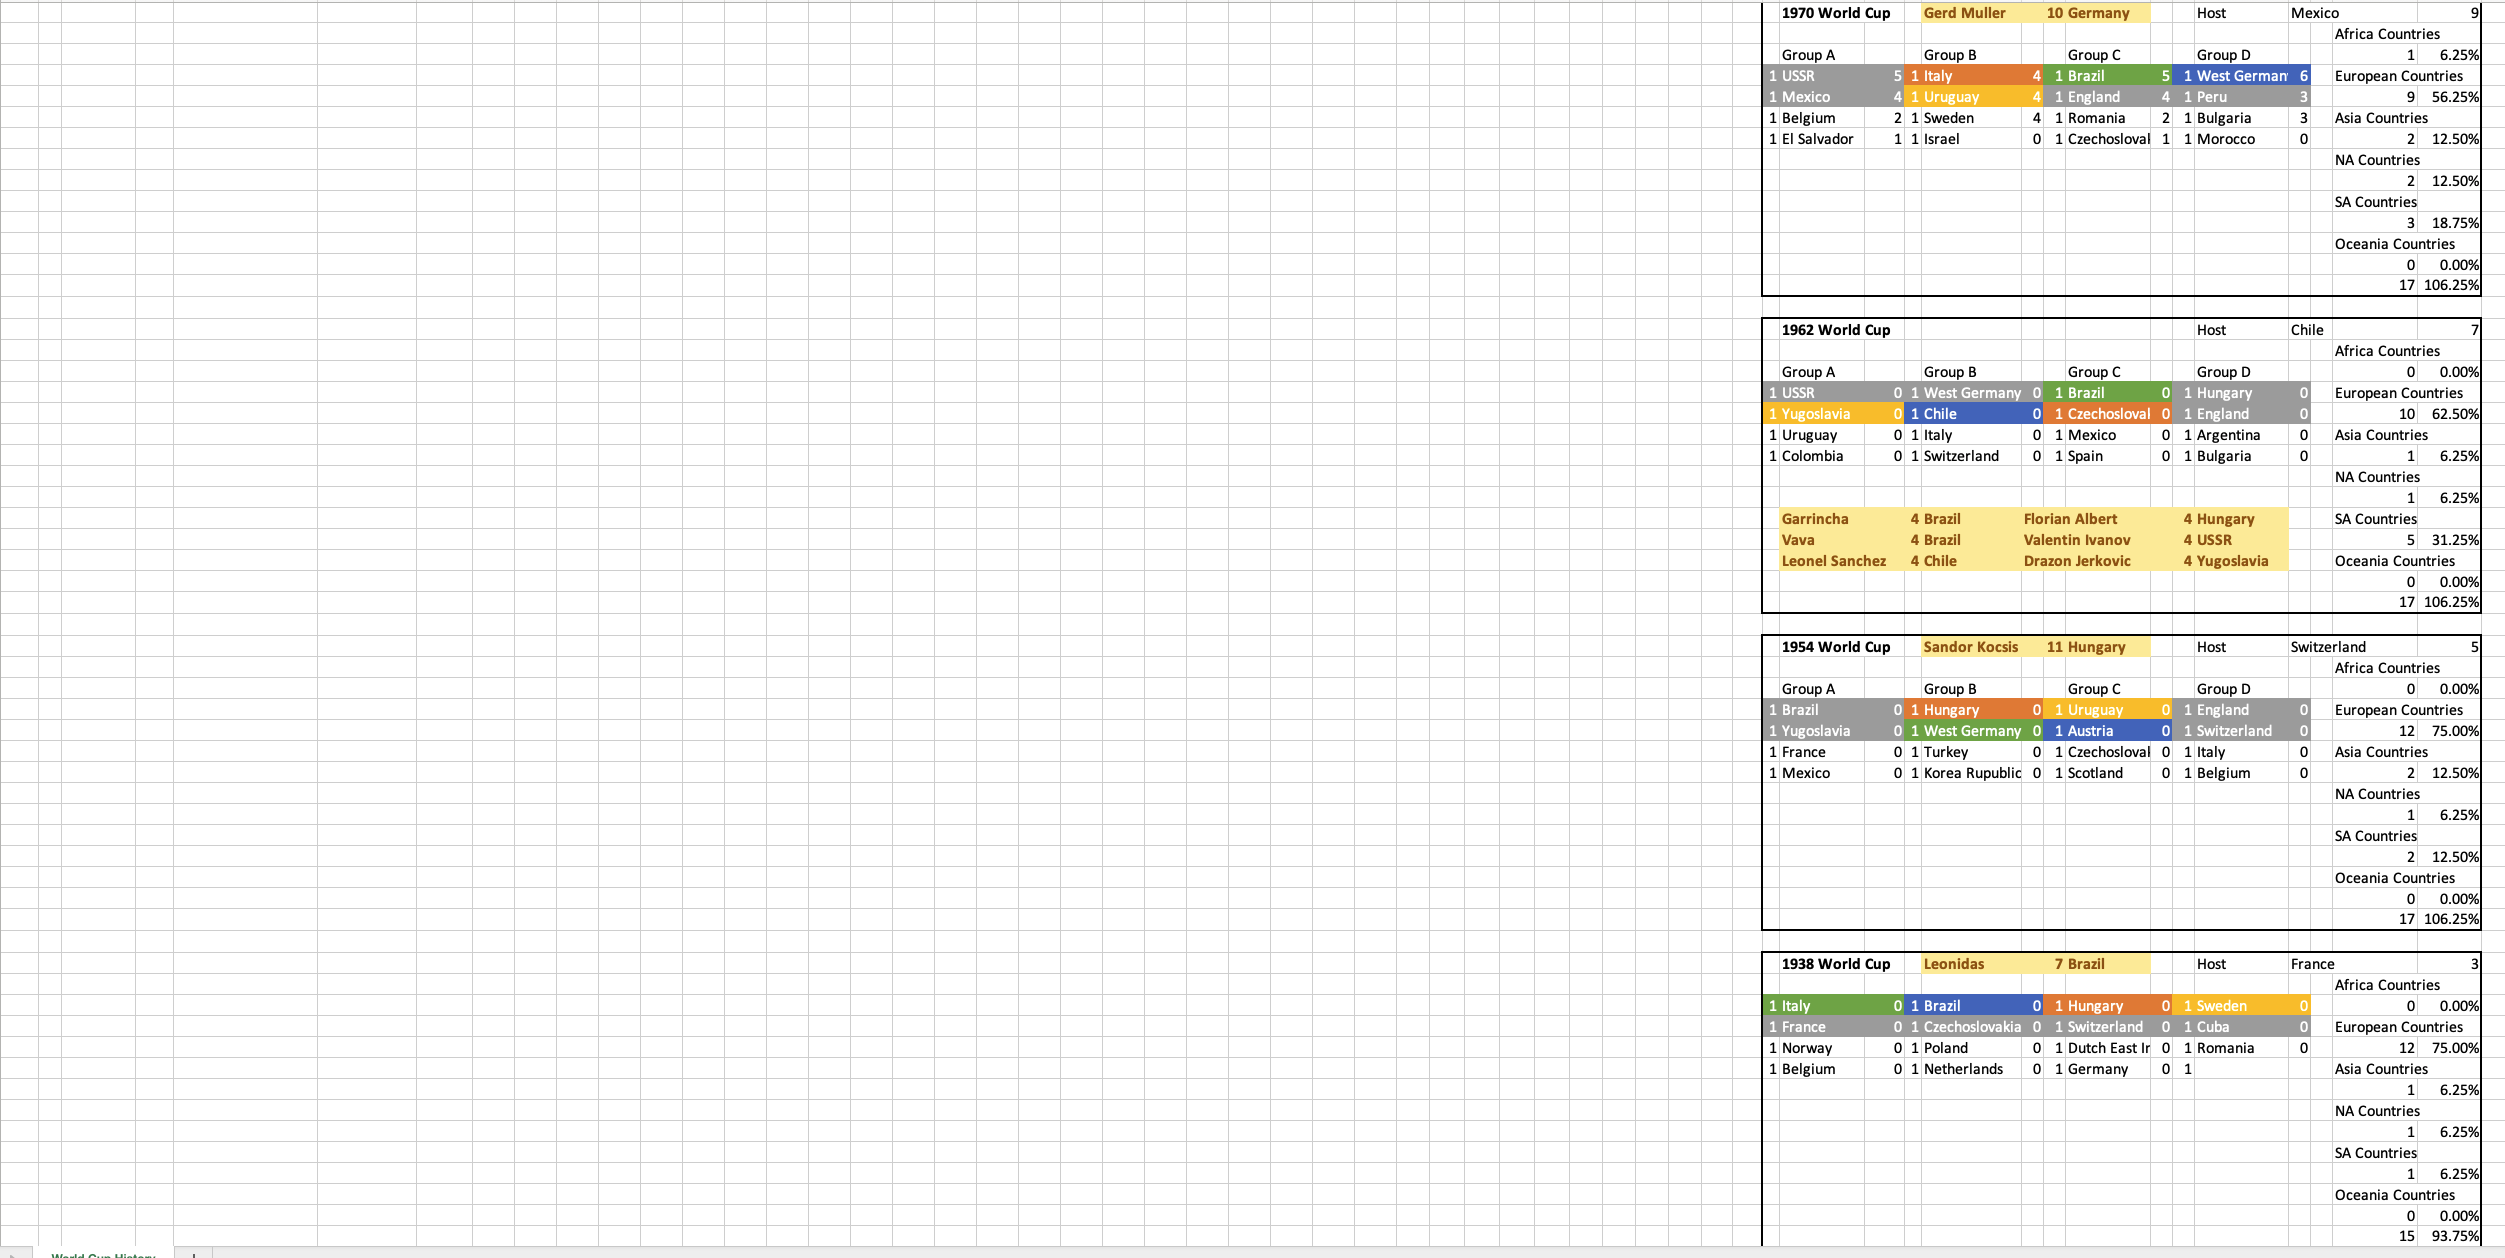 1970 World Cup Gerd Muller 10 Germany Host Mexico 9
Africa Countries
Group A Group B Group C Group D 1 6.25%
1 USSR 5 1 Italy 4 1 Brazil 5 1 West German 6 European Countries
1 Mexico 4 1 Uruguay 4 1 England 4 1 Peru 3 9 56.25%
1 Belgium 2 1 Sweden 4 1 Romania 2 1 Bulgaria 3 Asia Countries
1 El Salvador 1 1 Israel 0 1 Czechoslovak 1 1 Morocco 0 2 12.50%
NA Countries
2 12.50%
SA Countries
3 18.75%
Oceania Countries
0 0.00%
17 106.25%
1962 World Cup Host Chile 7
Africa Countries
Group A Group B Group C Group D 0 0.00%
1 USSR 0 1 West Germany 0 1 Brazil 0 1 Hungary 0 European Countries
1 Yugoslavia 0 1 Chile 0 1 Czechoslovak 0 1 England 0 10 62.50%
1 Uruguay 0 1 Italy 0 1 Mexico 0 1 Argentina 0 Asia Countries
1 Colombia 0 1 Switzerland 0 1 Spain 0 1 Bulgaria 0 1 6.25%
NA Countries
1 6.25%
Garrincha 4 Brazil Florian Albert 4 Hungary SA Countries
Vava 4 Brazil Valentin Ivanov 4 USSR 5 31.25%
Leonel Sanchez 4 Chile Drazon Jerkovic 4 Yugoslavia Oceania Countries
0 0.00%
17 106.25%
1954 World Cup Sandor Kocsis 11 Hungary Host Switzerland 5
Africa Countries
Group A Group B Group C Group D 0 0.00%
1 Brazil 0 1 Hungary 0 1 Uruguay 0 1 England 0 European Countries
1 Yugoslavia 0 1 West Germany 0 1 Austria 0 1 Switzerland 0 12 75.00%
1 France 0 1 Turkey 0 1 Czechoslovak 0 1 Italy 0 Asia Countries
1 Mexico 0 1 Korea Rupublic 0 1 Scotland 0 1 Belgium 0 2 12.50%
NA Countries
1 6.25%
SA Countries
2 12.50%
Oceania Countries
0 0.00%
17 106.25%
1938 World Cup Leonidas 7 Brazil Host France 3
Africa Countries
1 Italy 0 1 Brazil 0 1 Hungary 0 1 Sweden 0 0 0.00%
1 France 0 1 Czechoslovakia 0 1 Switzerland 0 1 Cuba 0 European Countries
1 Norway 0 1 Poland 0 1 Dutch East Ir 0 1 Romania 0 12 75.00%
1 Belgium 0 1 Netherlands 0 1 Germany 0 1 Asia Countries
1 6.25%
NA Countries
1 6.25%
SA Countries
1 6.25%
Oceania Countries
0 0.00%
15 93.75%
World Cup History